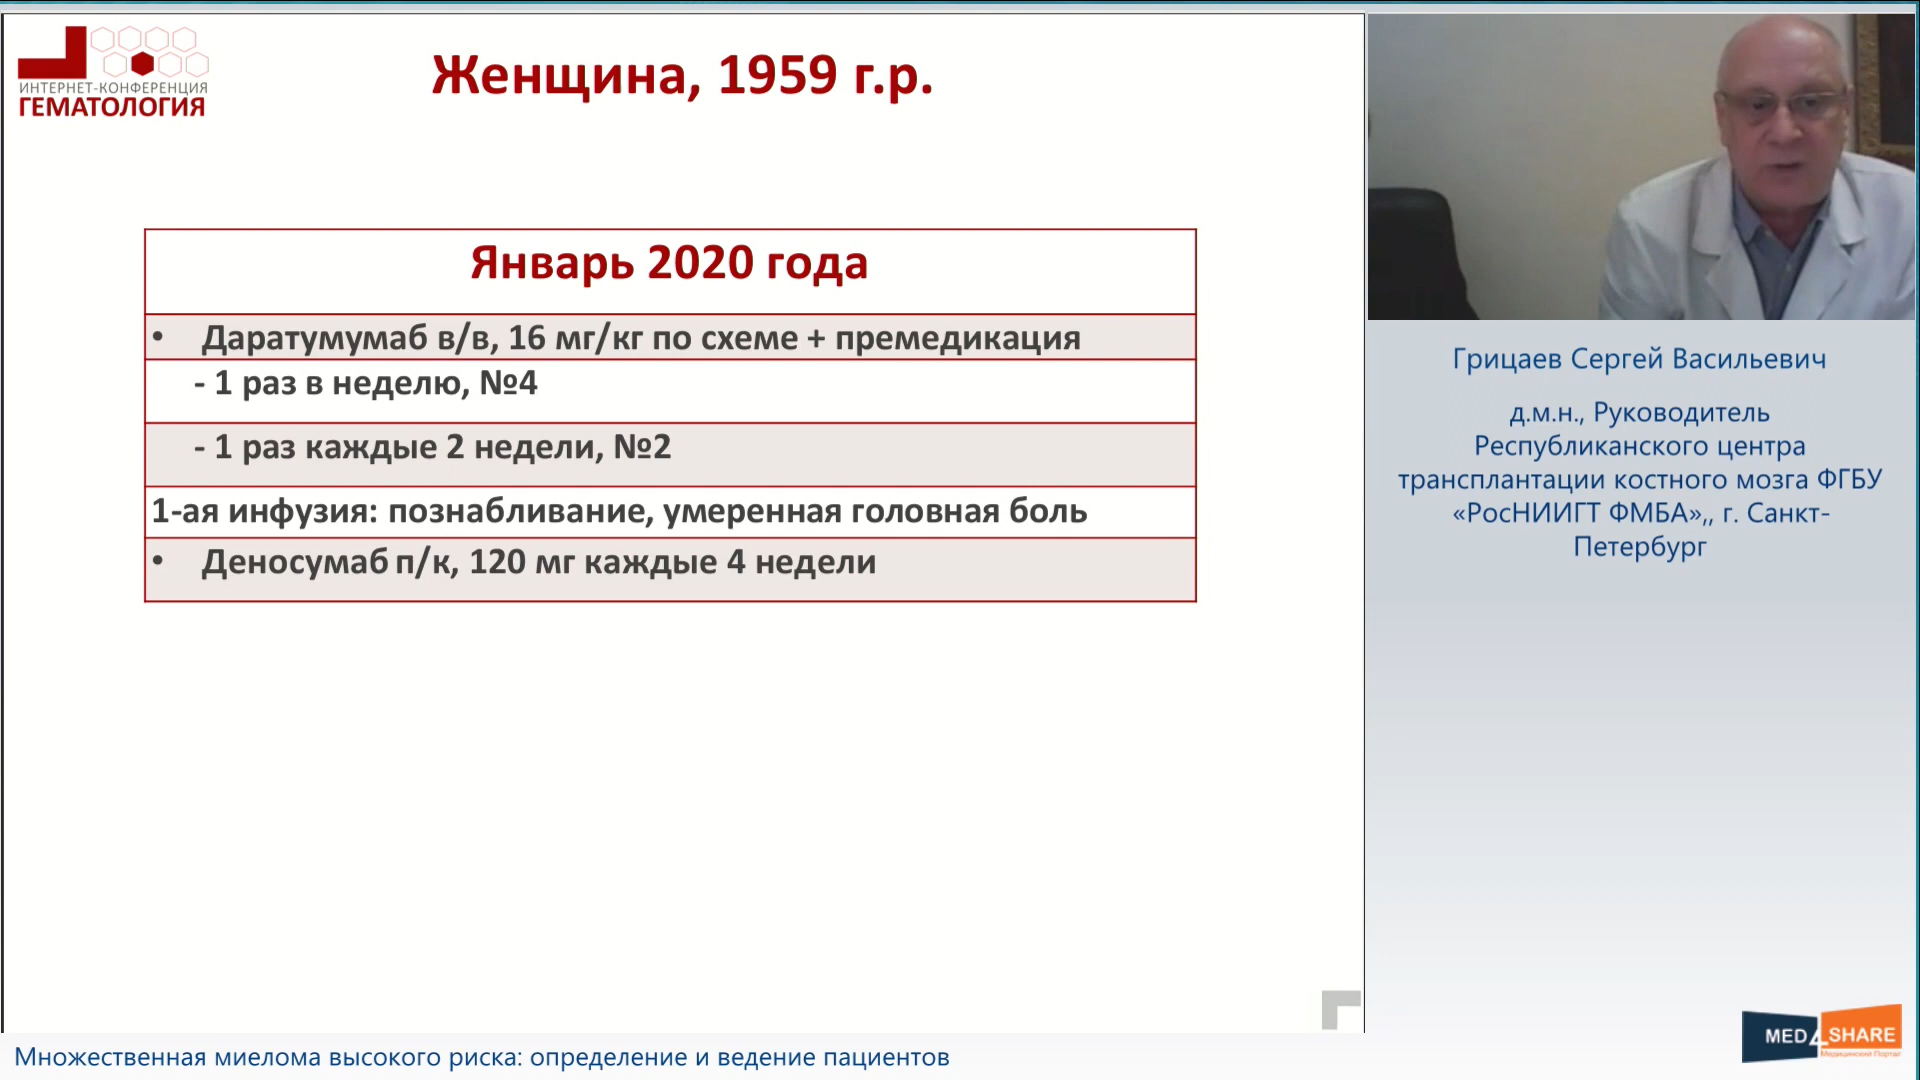 ИНТЕРНЕТ-КОНФЕРЕНЦИЯ
ГЕМАТОЛОГИЯ
Женщина, 1959 г.р.
Январь 2020 года
• Даратумумаб в/в, 16 мг/кг по схеме + премедикация
- 1 раз в неделю, №4
- 1 раз каждые 2 недели, №2
1-ая инфузия: познабливание, умеренная головная боль
• Деносумаб п/к, 120 мг каждые 4 недели
Грицаев Сергей Васильевич
д.м.н., Руководитель
Республиканского центра
трансплантации костного мозга ФГБУ
«РосНИИГТ ФМБА»,, г. Санкт-
Петербург
MED4SHARE
Медицинский Портал
Множественная миелома высокого риска: определение и ведение пациентов